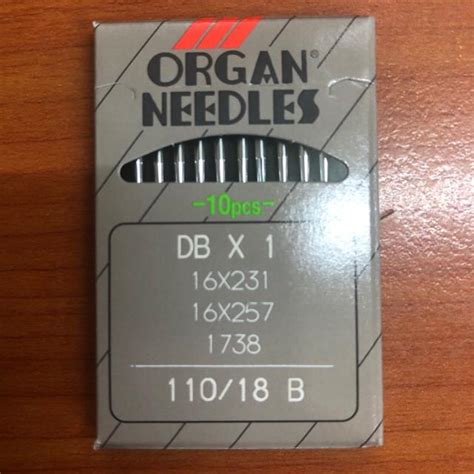 ORGAN®
NEEDLES
-10pcs-
DB X 1
16X231
16X257
1738
110/18 B